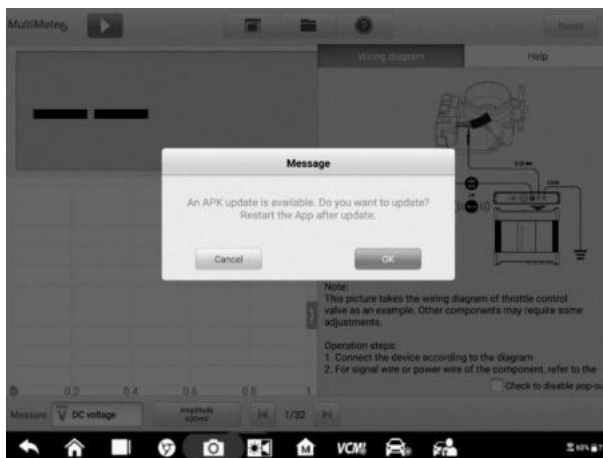 MultiMeter
Reset
Wiring diagram
Help
Message
An APK update is available. Do you want to update?
Restart the App after update.
Cancel
OK
Note:
This picture takes the wiring diagram of throttle control
valve as an example. Other components may require some
adjustments.
Operation steps:
1. Connect the device according to the diagram
2. For signal wire or power wire of the component, refer to the
Check to disable pop-ou
0.2 0.4 0.6 0.8 1
Measure DC voltage Amplitude 1/32
VCMI